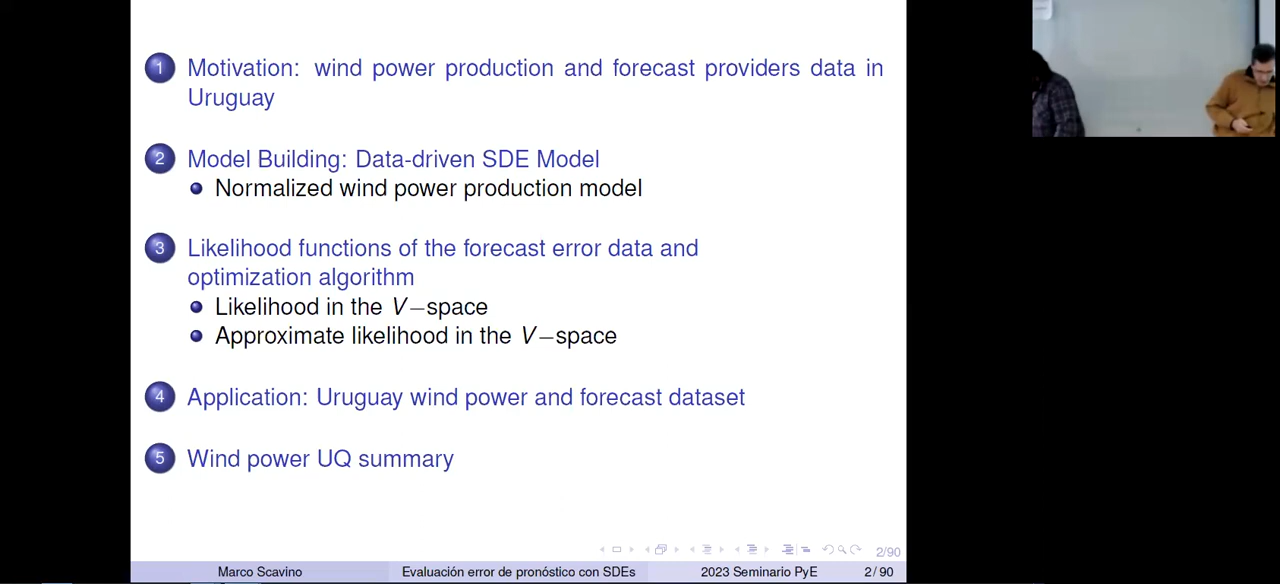 1 Motivation: wind power production and forecast providers data in
Uruguay
2 Model Building: Data-driven SDE Model
Normalized wind power production model
3 Likelihood functions of the forecast error data and
optimization algorithm
Likelihood in the V−space
Approximate likelihood in the V−space
4 Application: Uruguay wind power and forecast dataset
5 Wind power UQ summary
2/90
Marco Scavino Evaluación error de pronóstico con SDEs 2023 Seminario PyE 2 / 90